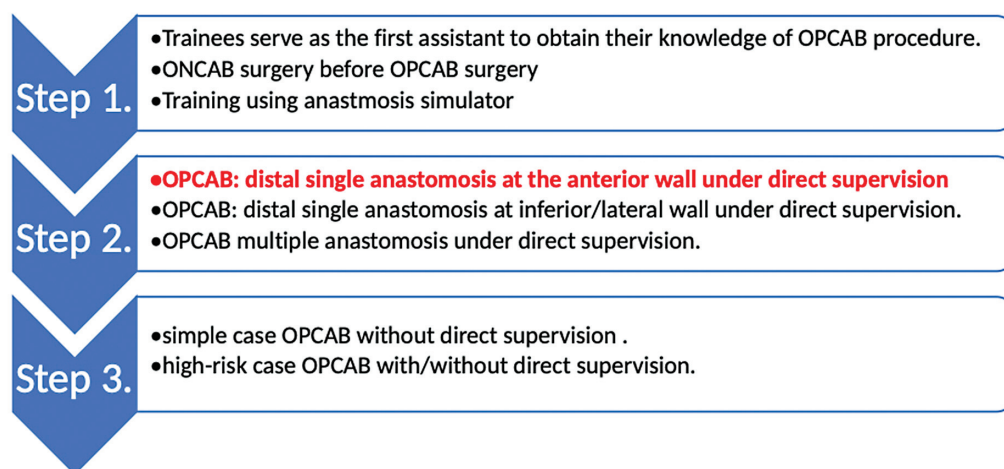 Step 1.
•Trainees serve as the first assistant to obtain their knowledge of OPCAB procedure.
•ONCAB surgery before OPCAB surgery
•Training using anastmosis simulator
Step 2.
•OPCAB: distal single anastomosis at the anterior wall under direct supervision
•OPCAB: distal single anastomosis at inferior/lateral wall under direct supervision.
•OPCAB multiple anastomosis under direct supervision.
Step 3.
•simple case OPCAB without direct supervision .
•high-risk case OPCAB with/without direct supervision.